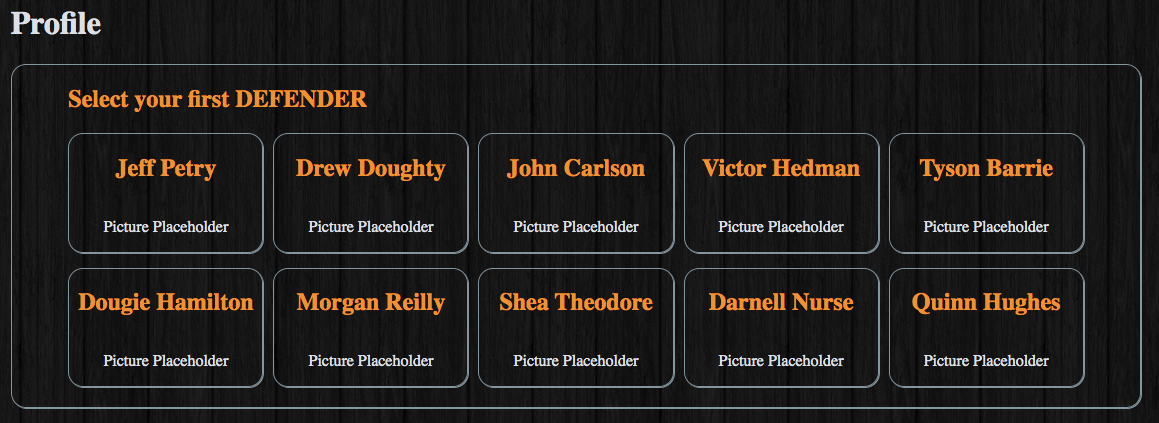 Profile
Select your first DEFENDER
Jeff Petry
Drew Doughty
John Carlson
Victor Hedman
Tyson Barrie
Picture Placeholder
Picture Placeholder
Picture Placeholder
Picture Placeholder
Picture Placeholder
Dougie Hamilton
Morgan Reilly
Shea Theodore
Darnell Nurse
Quinn Hughes
Picture Placeholder
Picture Placeholder
Picture Placeholder
Picture Placeholder
Picture Placeholder